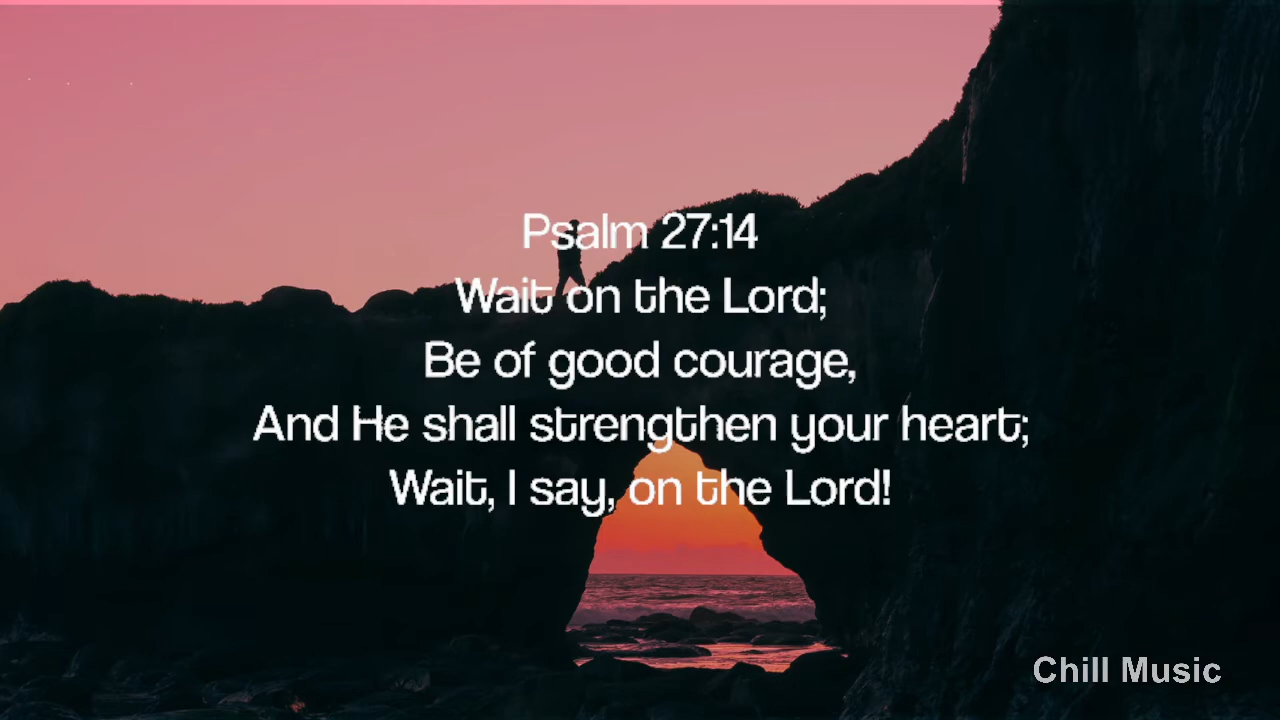 Psalm 27:14
Wait on the Lord;
Be of good courage,
And He shall strengthen your heart;
Wait, I say, on the Lord!
Chill Music